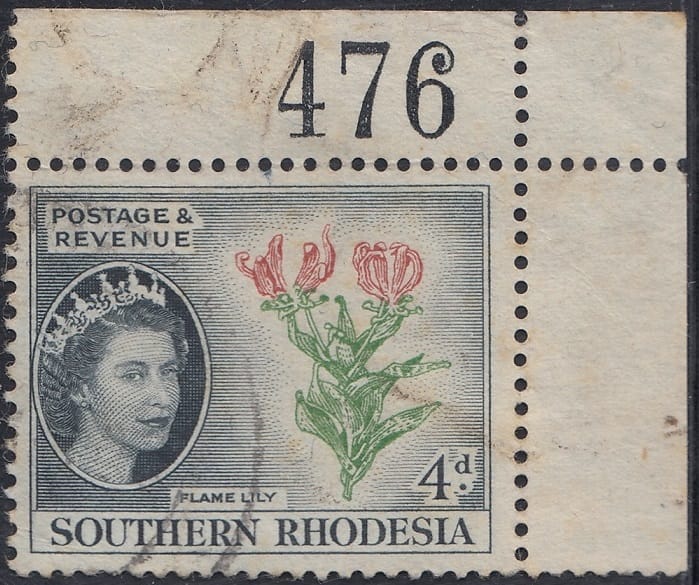 476
POSTAGE &
REVENUE
FLAME LILY
4d.
SOUTHERN RHODESIA